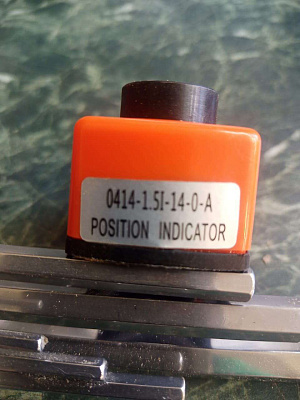 0414-1.5I-14-0-A
POSITION INDICATOR